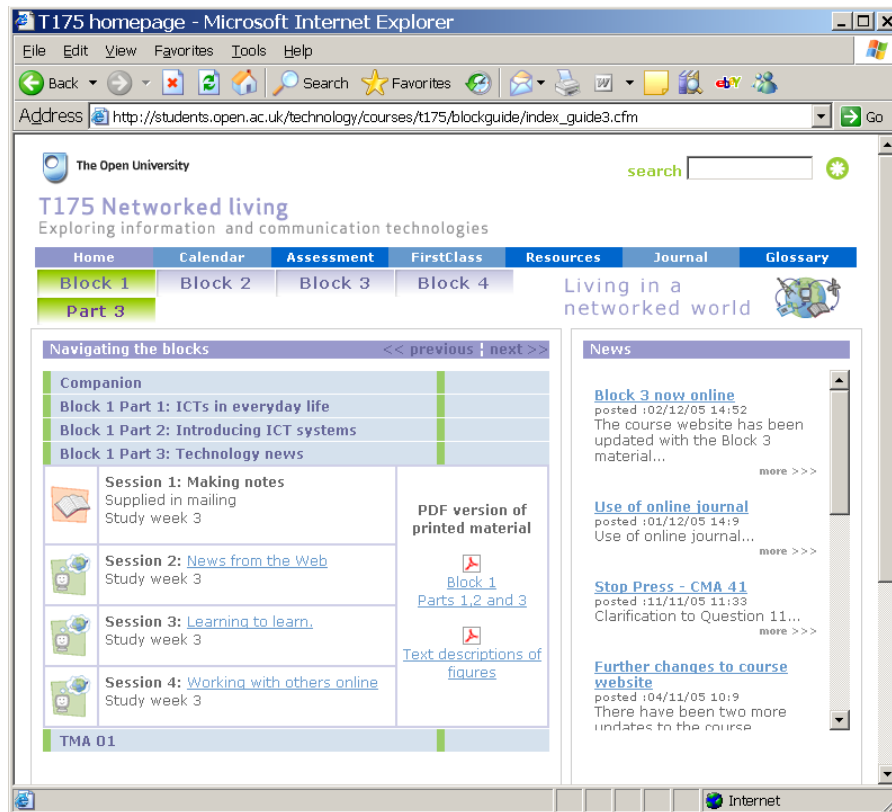 T175 homepage - Microsoft Internet Explorer
File Edit View Favorites Tools Help
Back Search Favorites
Address http://students.open.ac.uk/technology/courses/t175/blockguide/index_guide3.cfm Go
The Open University
search
T175 Networked living
Exploring information and communication technologies
Home Calendar Assessment FirstClass Resources Journal Glossary
Block 1 Block 2 Block 3 Block 4
Part 3
Living in a
networked world
Navigating the blocks << previous ¦ next >>
Companion
Block 1 Part 1: ICTs in everyday life
Block 1 Part 2: Introducing ICT systems
Block 1 Part 3: Technology news
Session 1: Making notes
Supplied in mailing
Study week 3
Session 2: News from the Web
Study week 3
Session 3: Learning to learn.
Study week 3
Session 4: Working with others online
Study week 3
PDF version of
printed material
Block 1
Parts 1,2 and 3
Text descriptions of
figures
TMA 01
News
Block 3 now online
posted :02/12/05 14:52
The course website has been
updated with the Block 3
material...
more >>>
Use of online journal
posted :01/12/05 14:9
Use of online journal...
more >>>
Stop Press - CMA 41
posted :11/11/05 11:33
Clarification to Question 11...
more >>>
Further changes to course
website
posted :04/11/05 10:9
There have been two more
updates to the course
Internet